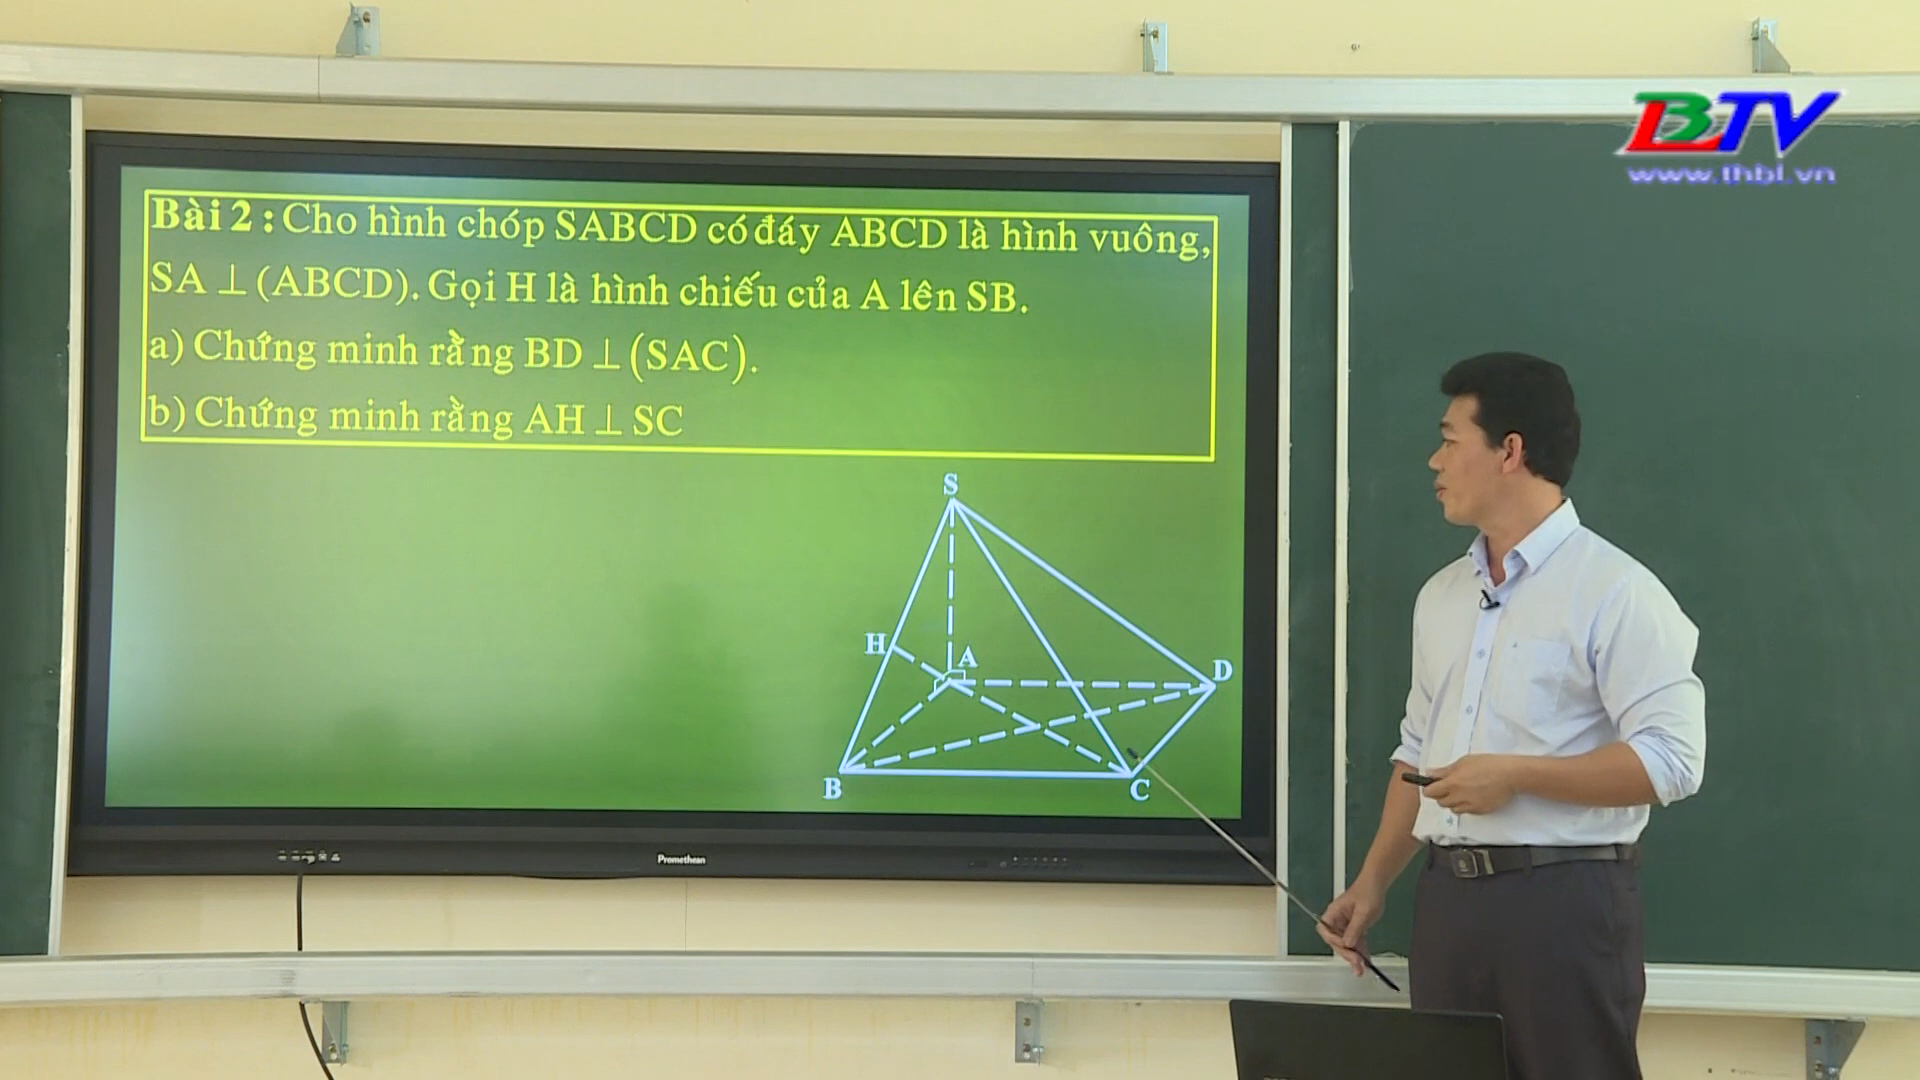 BTV
www.thbl.vn
Bài 2 : Cho hình chóp SABCD có đáy ABCD là hình vuông,
SA ⊥ (ABCD). Gọi H là hình chiếu của A lên SB.
a) Chứng minh rằng BD ⊥ (SAC).
b) Chứng minh rằng AH ⊥ SC
S
H
A
D
B
C
Promethean